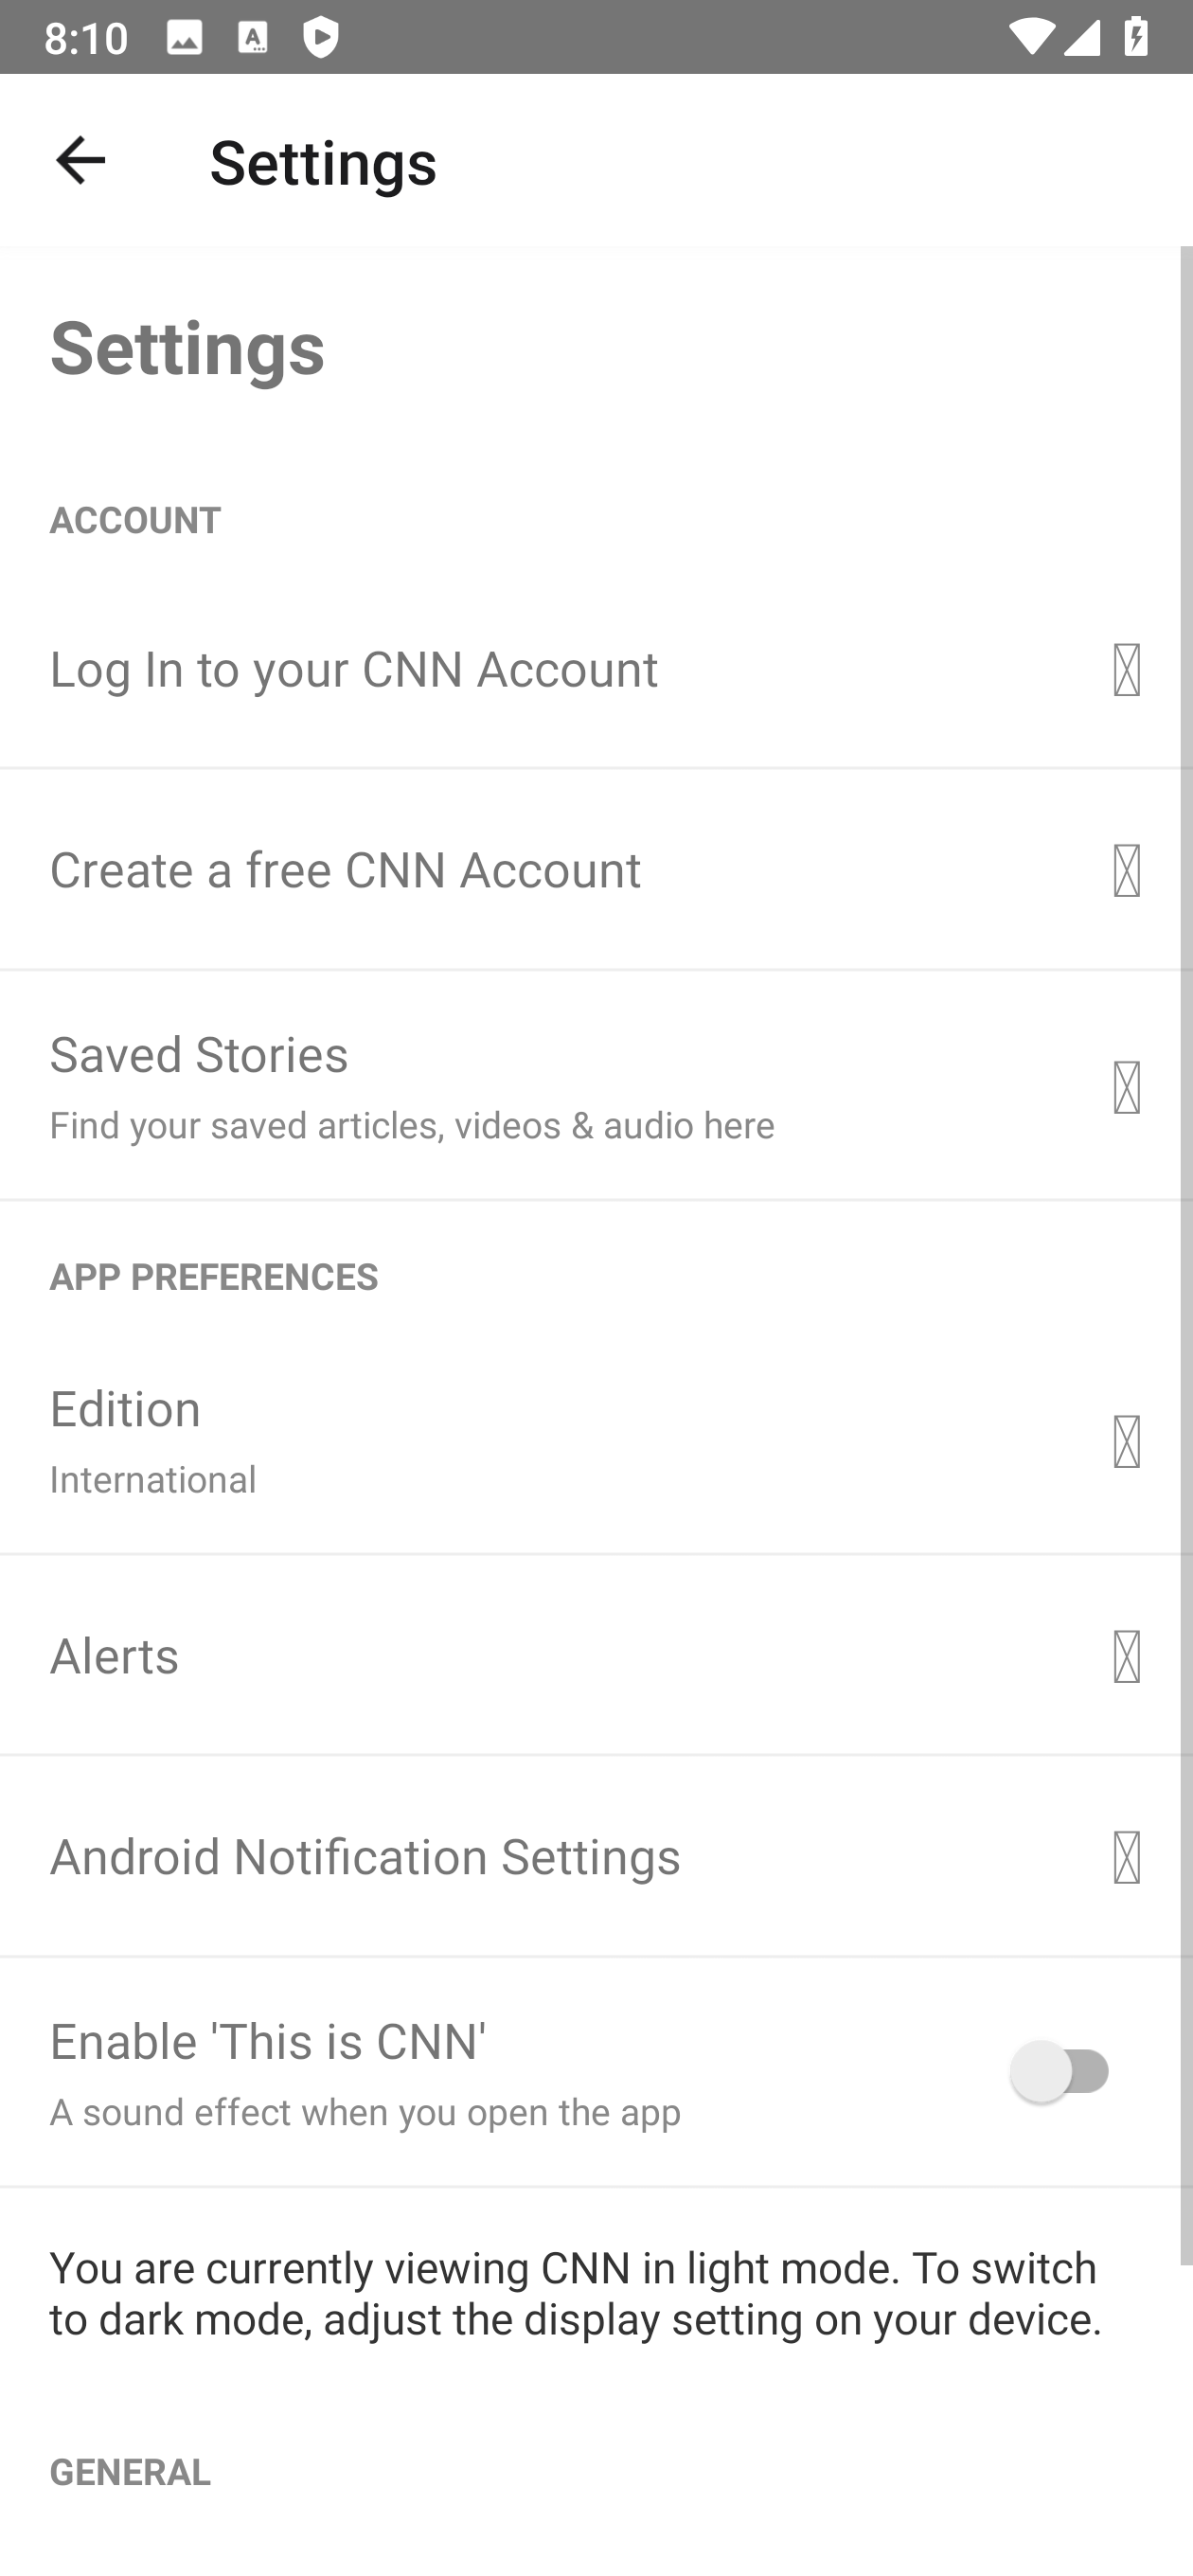 8:10
Settings
Settings
ACCOUNT
Log In to your CNN Account
Create a free CNN Account
Saved Stories
Find your saved articles, videos & audio here
APP PREFERENCES
Edition
International
Alerts
Android Notification Settings
Enable 'This is CNN'
A sound effect when you open the app
You are currently viewing CNN in light mode. To switch
to dark mode, adjust the display setting on your device.
GENERAL